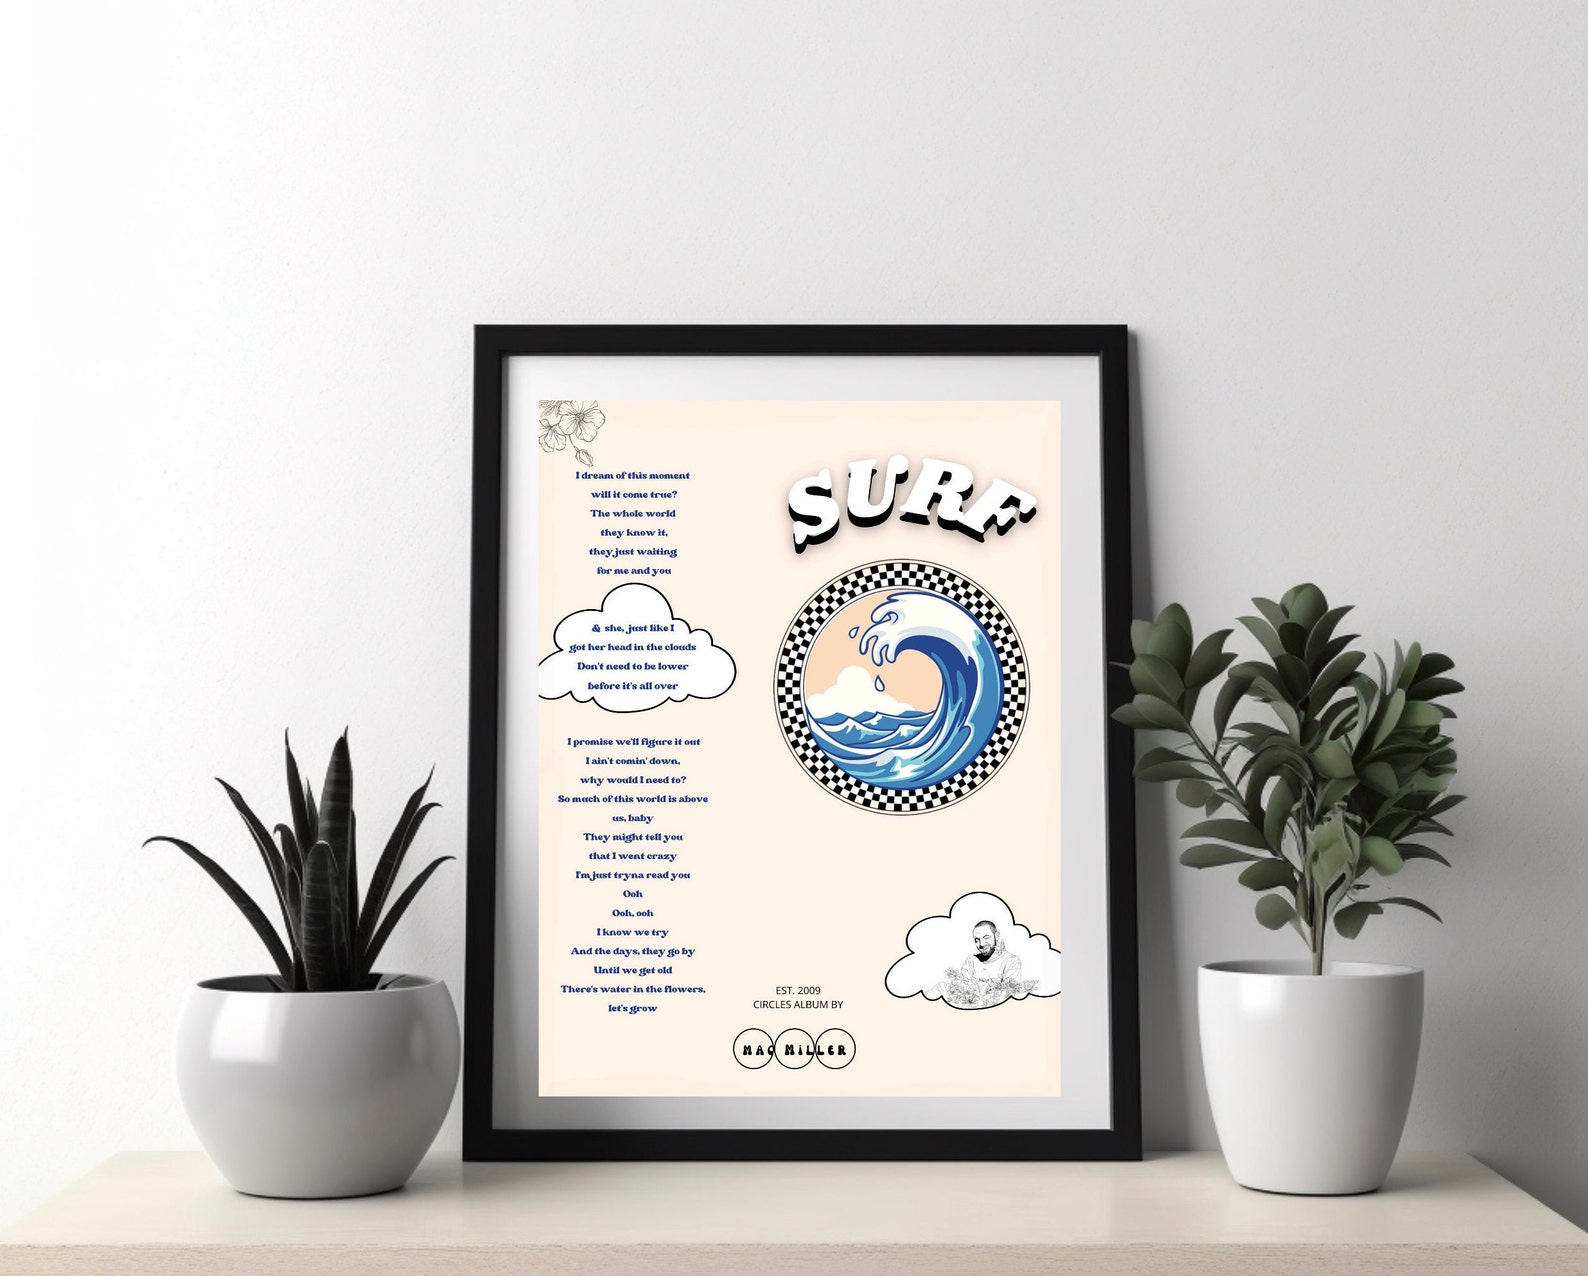 SURF
I dream of this moment
will it come true?
The whole world
they know it,
they just waiting
for me and you
& she, just like I
got her head in the clouds
Don't need to be lower
before it's all over
I promise we'll figure it out
I ain't comin' down,
why would I need to?
So much of this world is above
us, baby
They might tell you
that I went crazy
I'm just tryna read you
Ooh
Ooh, ooh
I know we try
And the days, they go by
Until we get old
There's water in the flowers,
let's grow
EST. 2009
CIRCLES ALBUM BY
MAC MILLER